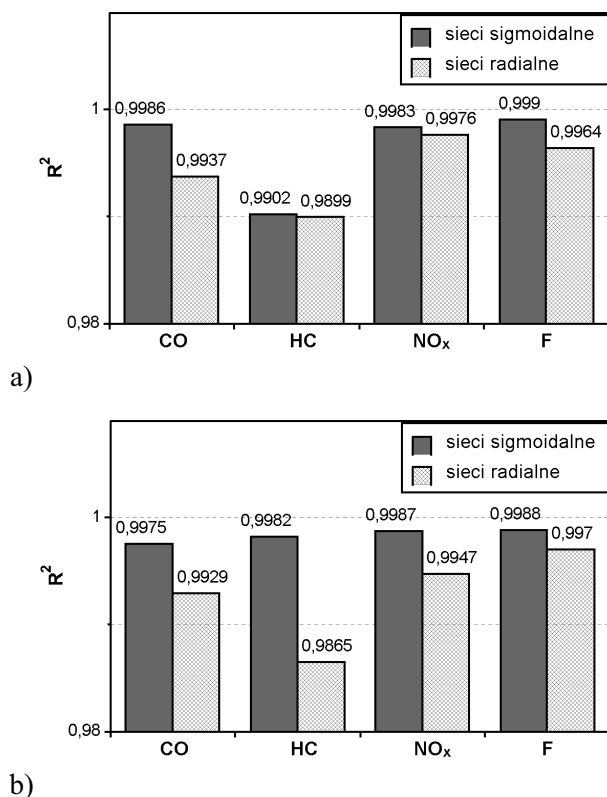 sieci sigmoidalne
sieci radialne
1
0,9986
0,9937
0,9902
0,9899
0,9983
0,9976
0,999
0,9964
R²
0,98
CO HC NOx F
a)
sieci sigmoidalne
sieci radialne
1
0,9975
0,9929
0,9982
0,9865
0,9987
0,9947
0,9988
0,997
R²
0,98
CO HC NOx F
b)